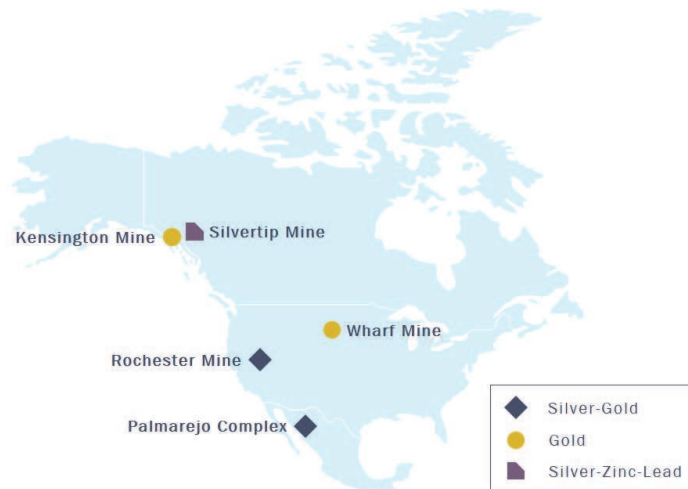 Kensington Mine
Silvertip Mine
Wharf Mine
Rochester Mine
Palmarejo Complex
Silver-Gold
Gold
Silver-Zinc-Lead